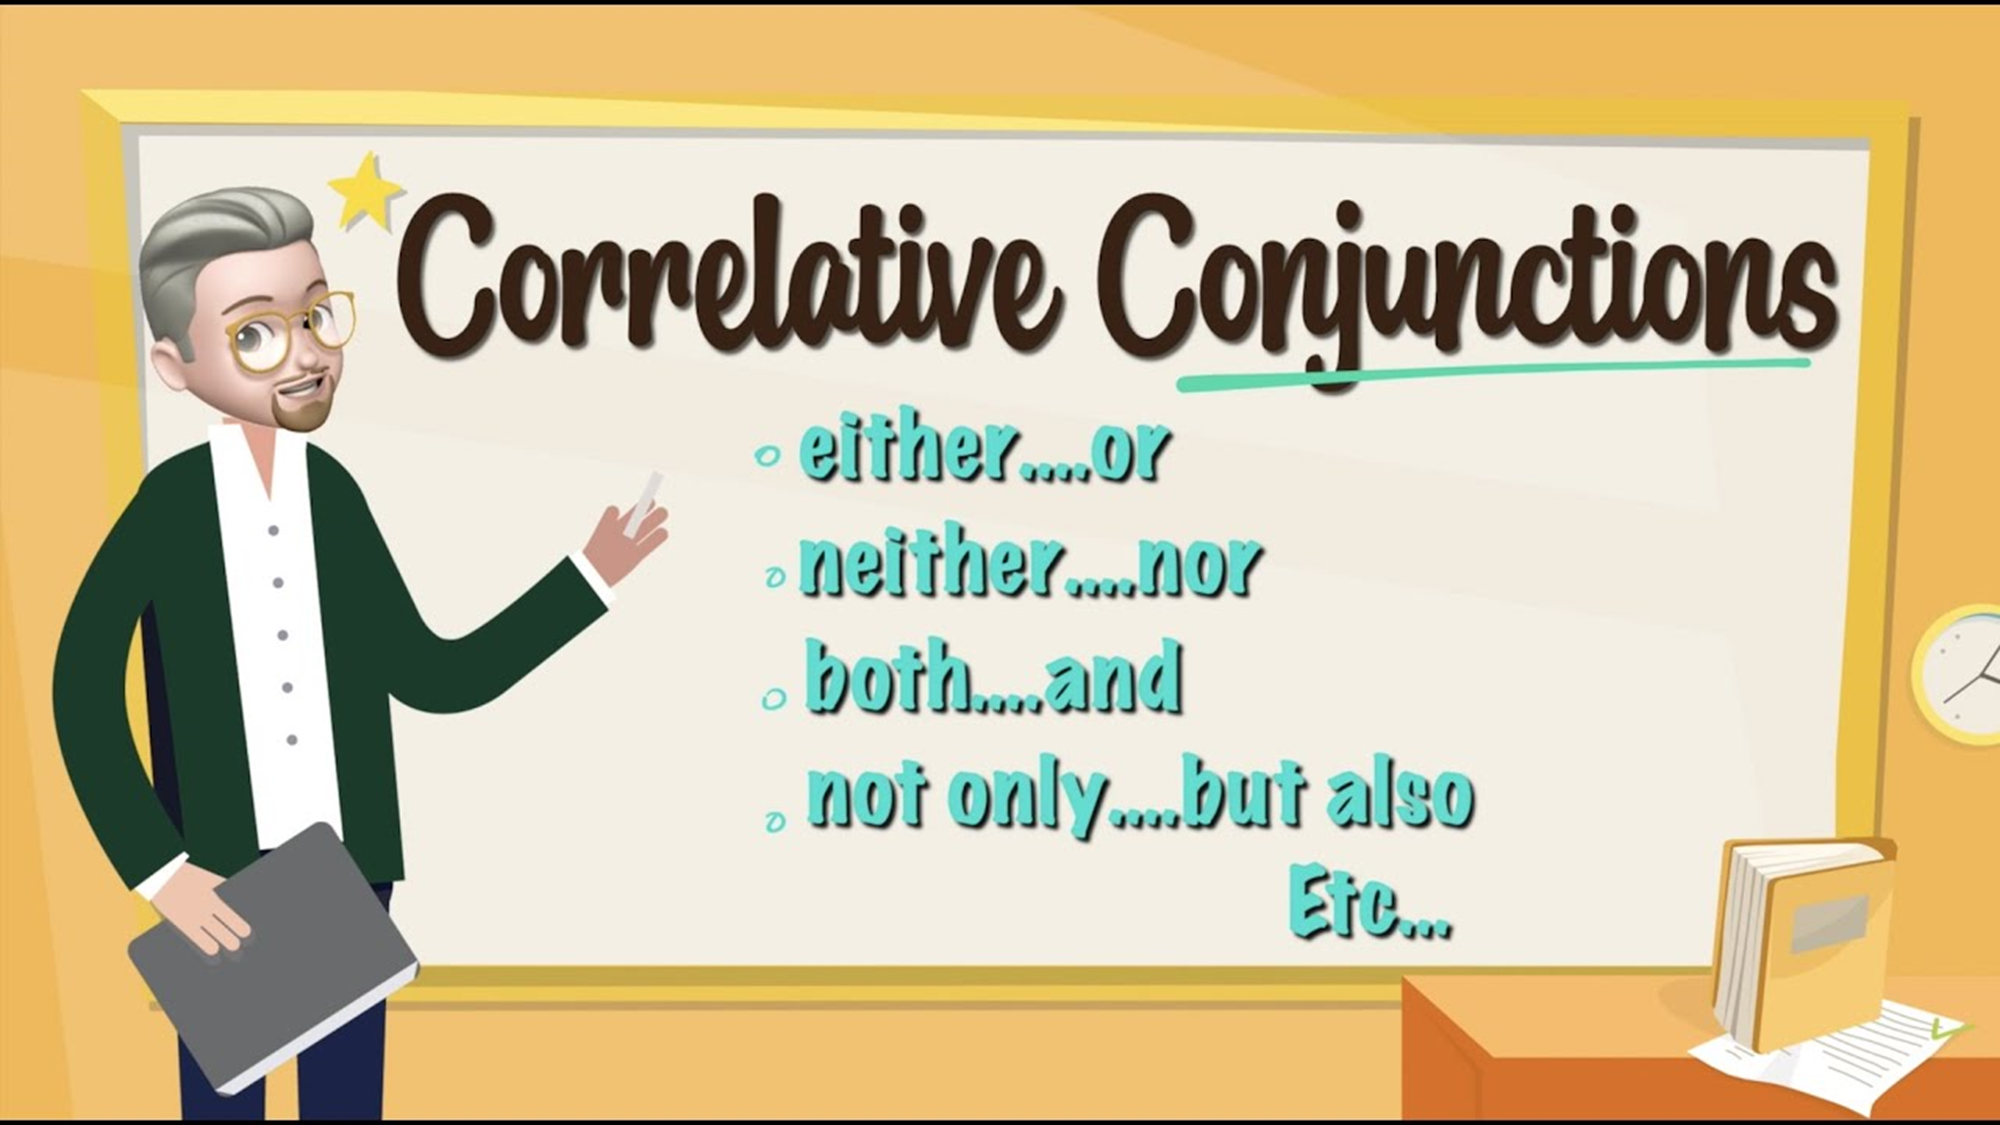 Correlative Conjunctions
either....or
neither....nor
both....and
not only....but also
Etc...